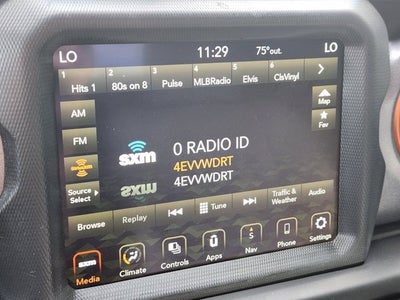 LO 11:29 75°out. LO
1 Hits 1 2 80s on 8 3 Pulse 4 MLBRadio 5 Elvis 6 ClsVinyl
AM
Map
FM
Fav
SiriusXM
sxm
0 RADIO ID
4EVVWDRT
4EVVWDRT
Source Select
Browse Replay Tune Traffic & Weather Audio
sxm
Media Climate Controls Apps S Nav Phone Settings